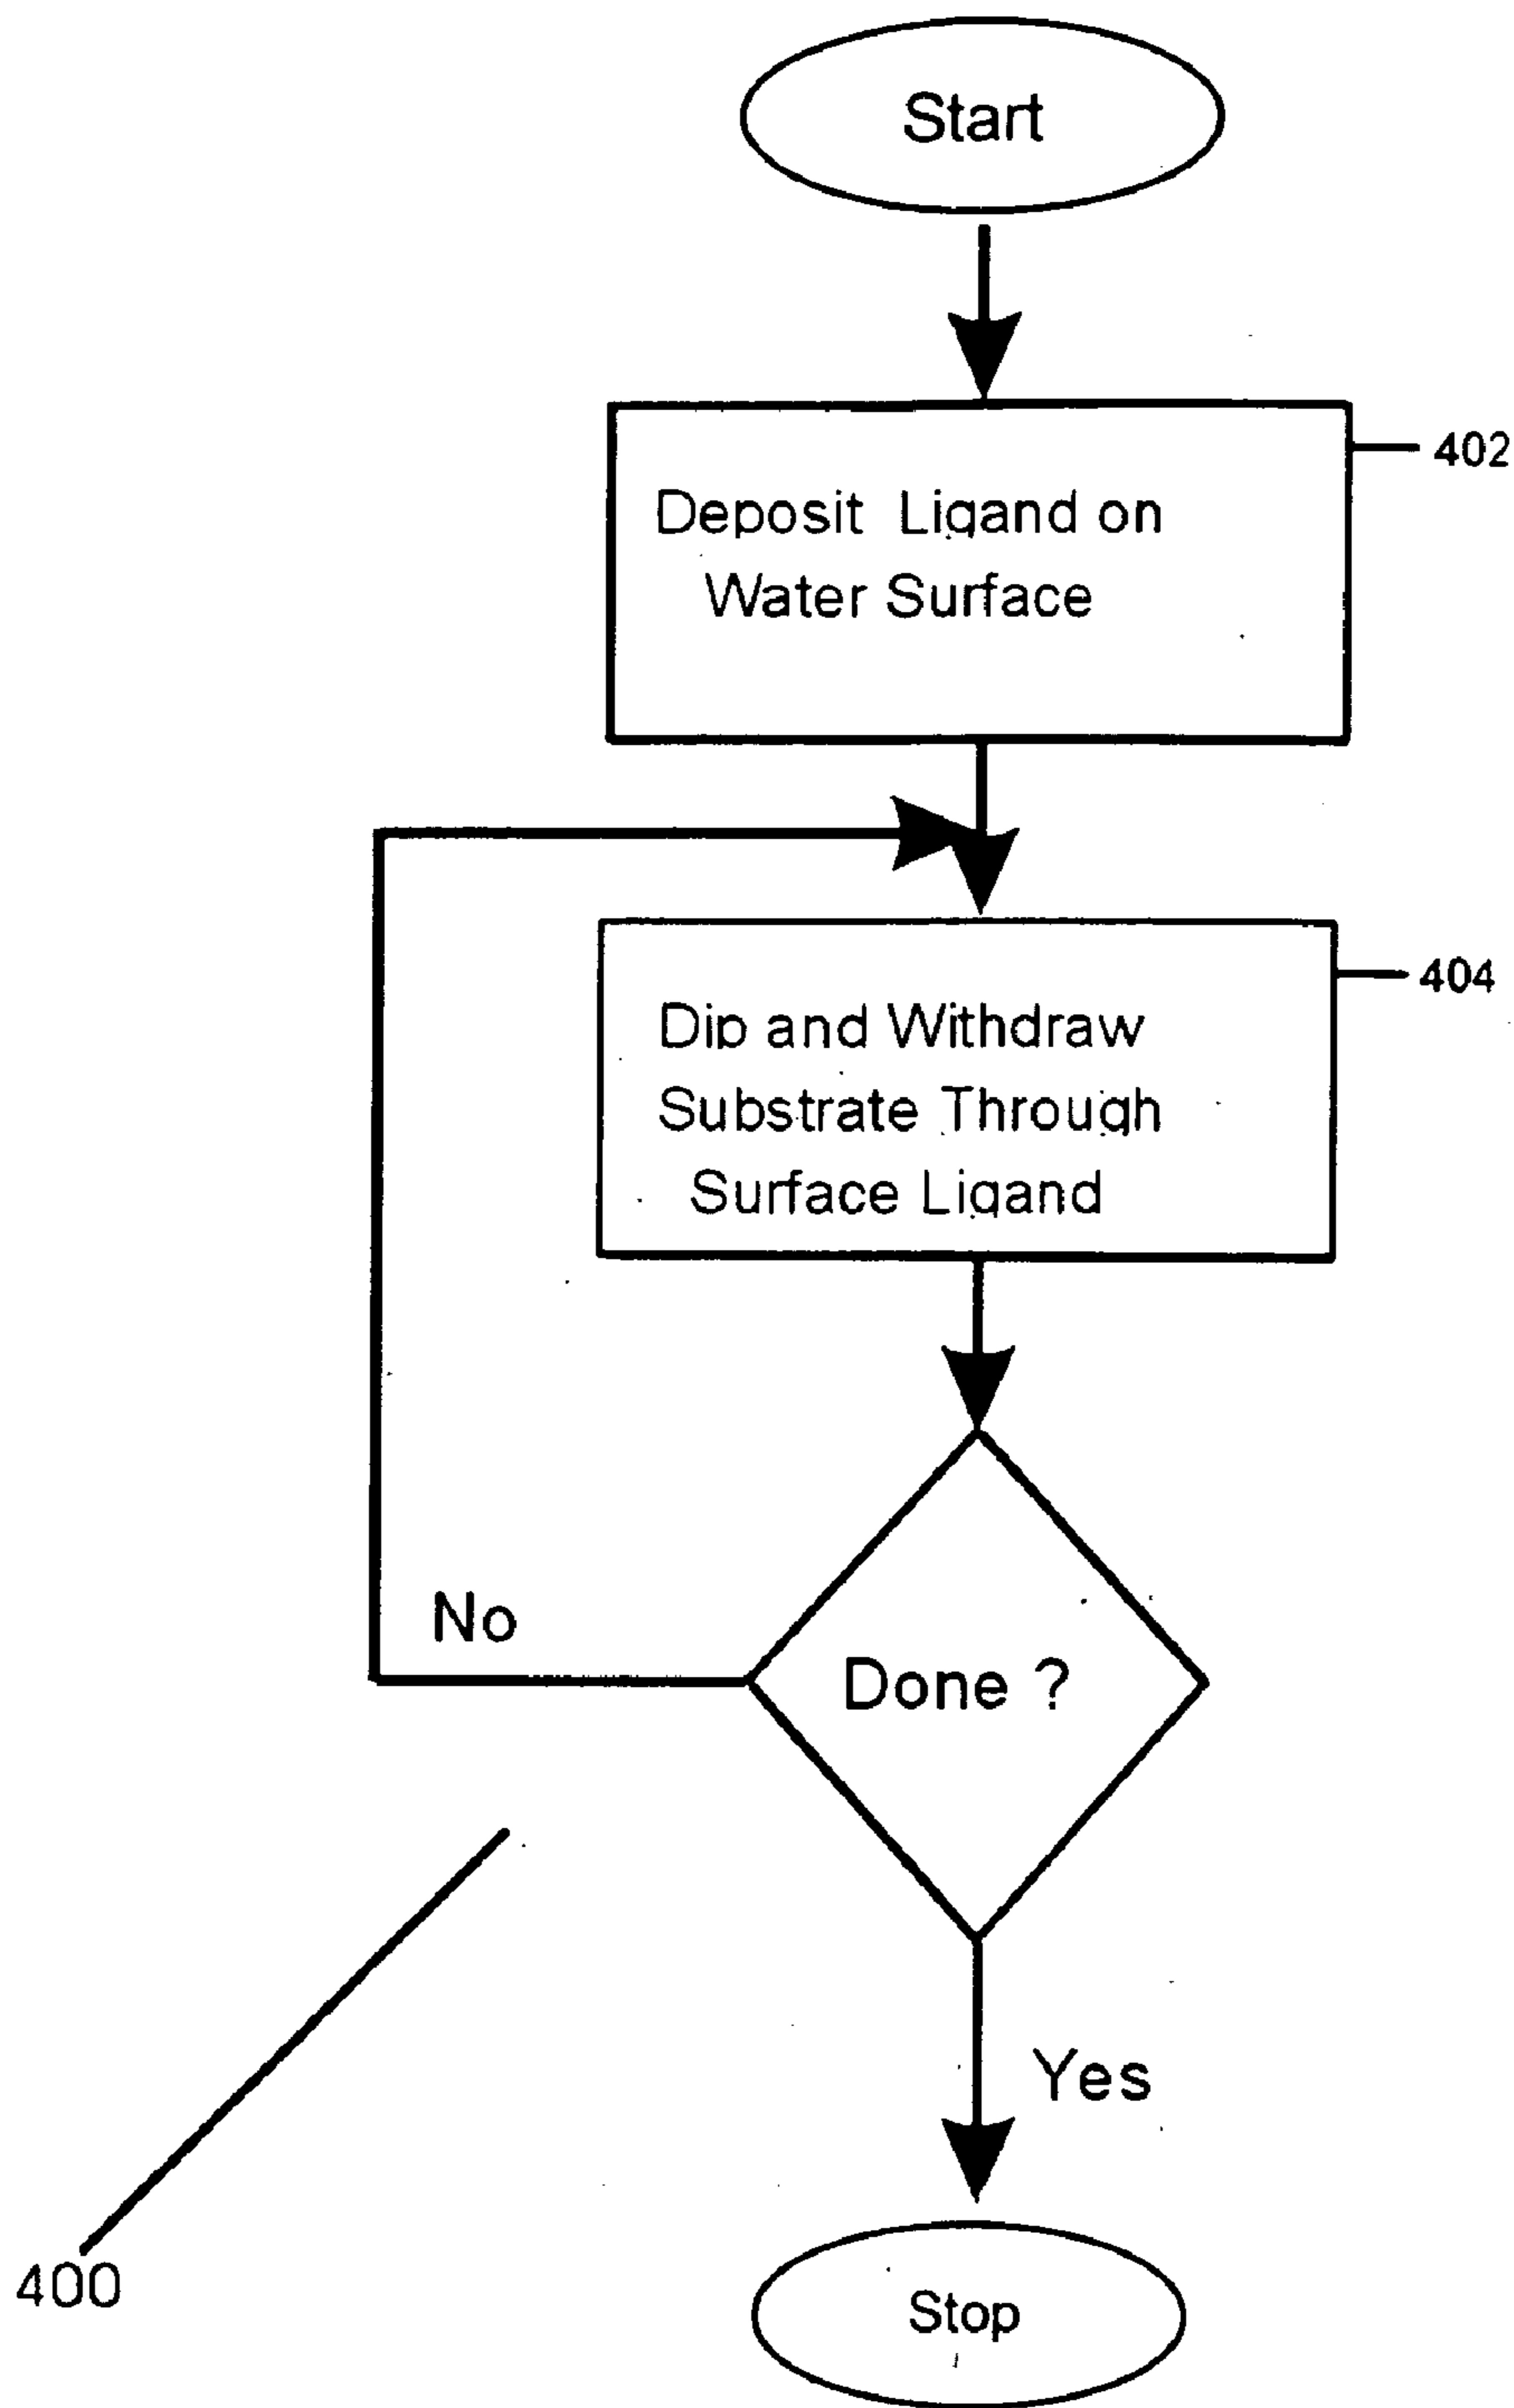 Start
402
Deposit Ligand on
Water Surface
404
Dip and Withdraw
Substrate Through
Surface Ligand
No
Done ?
Yes
400
Stop